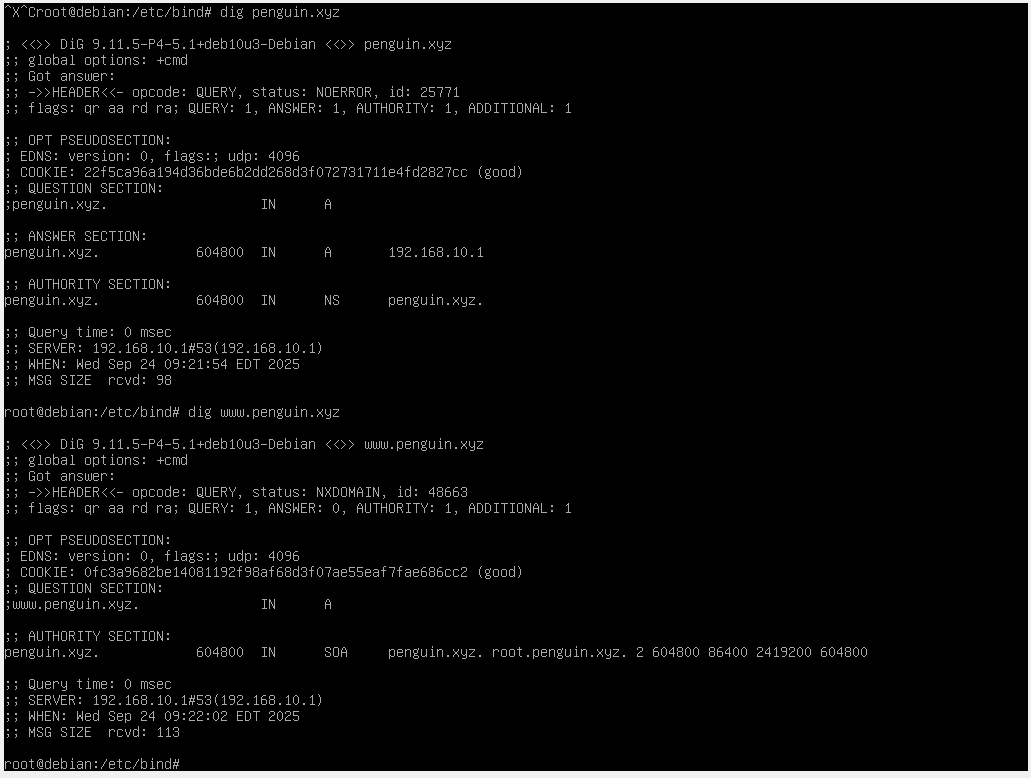 ^X^Croot@debian:/etc/bind# dig penguin.xyz
; <<>> DiG 9.11.5-P4-5.1+deb10u3-Debian <<>> penguin.xyz
;; global options: +cmd
;; Got answer:
;; ->>HEADER<<- opcode: QUERY, status: NOERROR, id: 25771
;; flags: qr aa rd ra; QUERY: 1, ANSWER: 1, AUTHORITY: 1, ADDITIONAL: 1
;; OPT PSEUDOSECTION:
; EDNS: version: 0, flags:; udp: 4096
; COOKIE: 22f5ca96a194d36bde6b2dd268d3f072731711e4fd2827cc (good)
;; QUESTION SECTION:
;penguin.xyz. IN A
;; ANSWER SECTION:
penguin.xyz. 604800 IN A 192.168.10.1
;; AUTHORITY SECTION:
penguin.xyz. 604800 IN NS penguin.xyz.
;; Query time: 0 msec
;; SERVER: 192.168.10.1#53(192.168.10.1)
;; WHEN: Wed Sep 24 09:21:54 EDT 2025
;; MSG SIZE  rcvd: 98
root@debian:/etc/bind# dig www.penguin.xyz
; <<>> DiG 9.11.5-P4-5.1+deb10u3-Debian <<>> www.penguin.xyz
;; global options: +cmd
;; Got answer:
;; ->>HEADER<<- opcode: QUERY, status: NXDOMAIN, id: 48663
;; flags: qr aa rd ra; QUERY: 1, ANSWER: 0, AUTHORITY: 1, ADDITIONAL: 1
;; OPT PSEUDOSECTION:
; EDNS: version: 0, flags:; udp: 4096
; COOKIE: 0fc3a9682be14081192f98af68d3f07ae55eaf7fae686cc2 (good)
;; QUESTION SECTION:
;www.penguin.xyz. IN A
;; AUTHORITY SECTION:
penguin.xyz. 604800 IN SOA penguin.xyz. root.penguin.xyz. 2 604800 86400 2419200 604800
;; Query time: 0 msec
;; SERVER: 192.168.10.1#53(192.168.10.1)
;; WHEN: Wed Sep 24 09:22:02 EDT 2025
;; MSG SIZE  rcvd: 113
root@debian:/etc/bind#